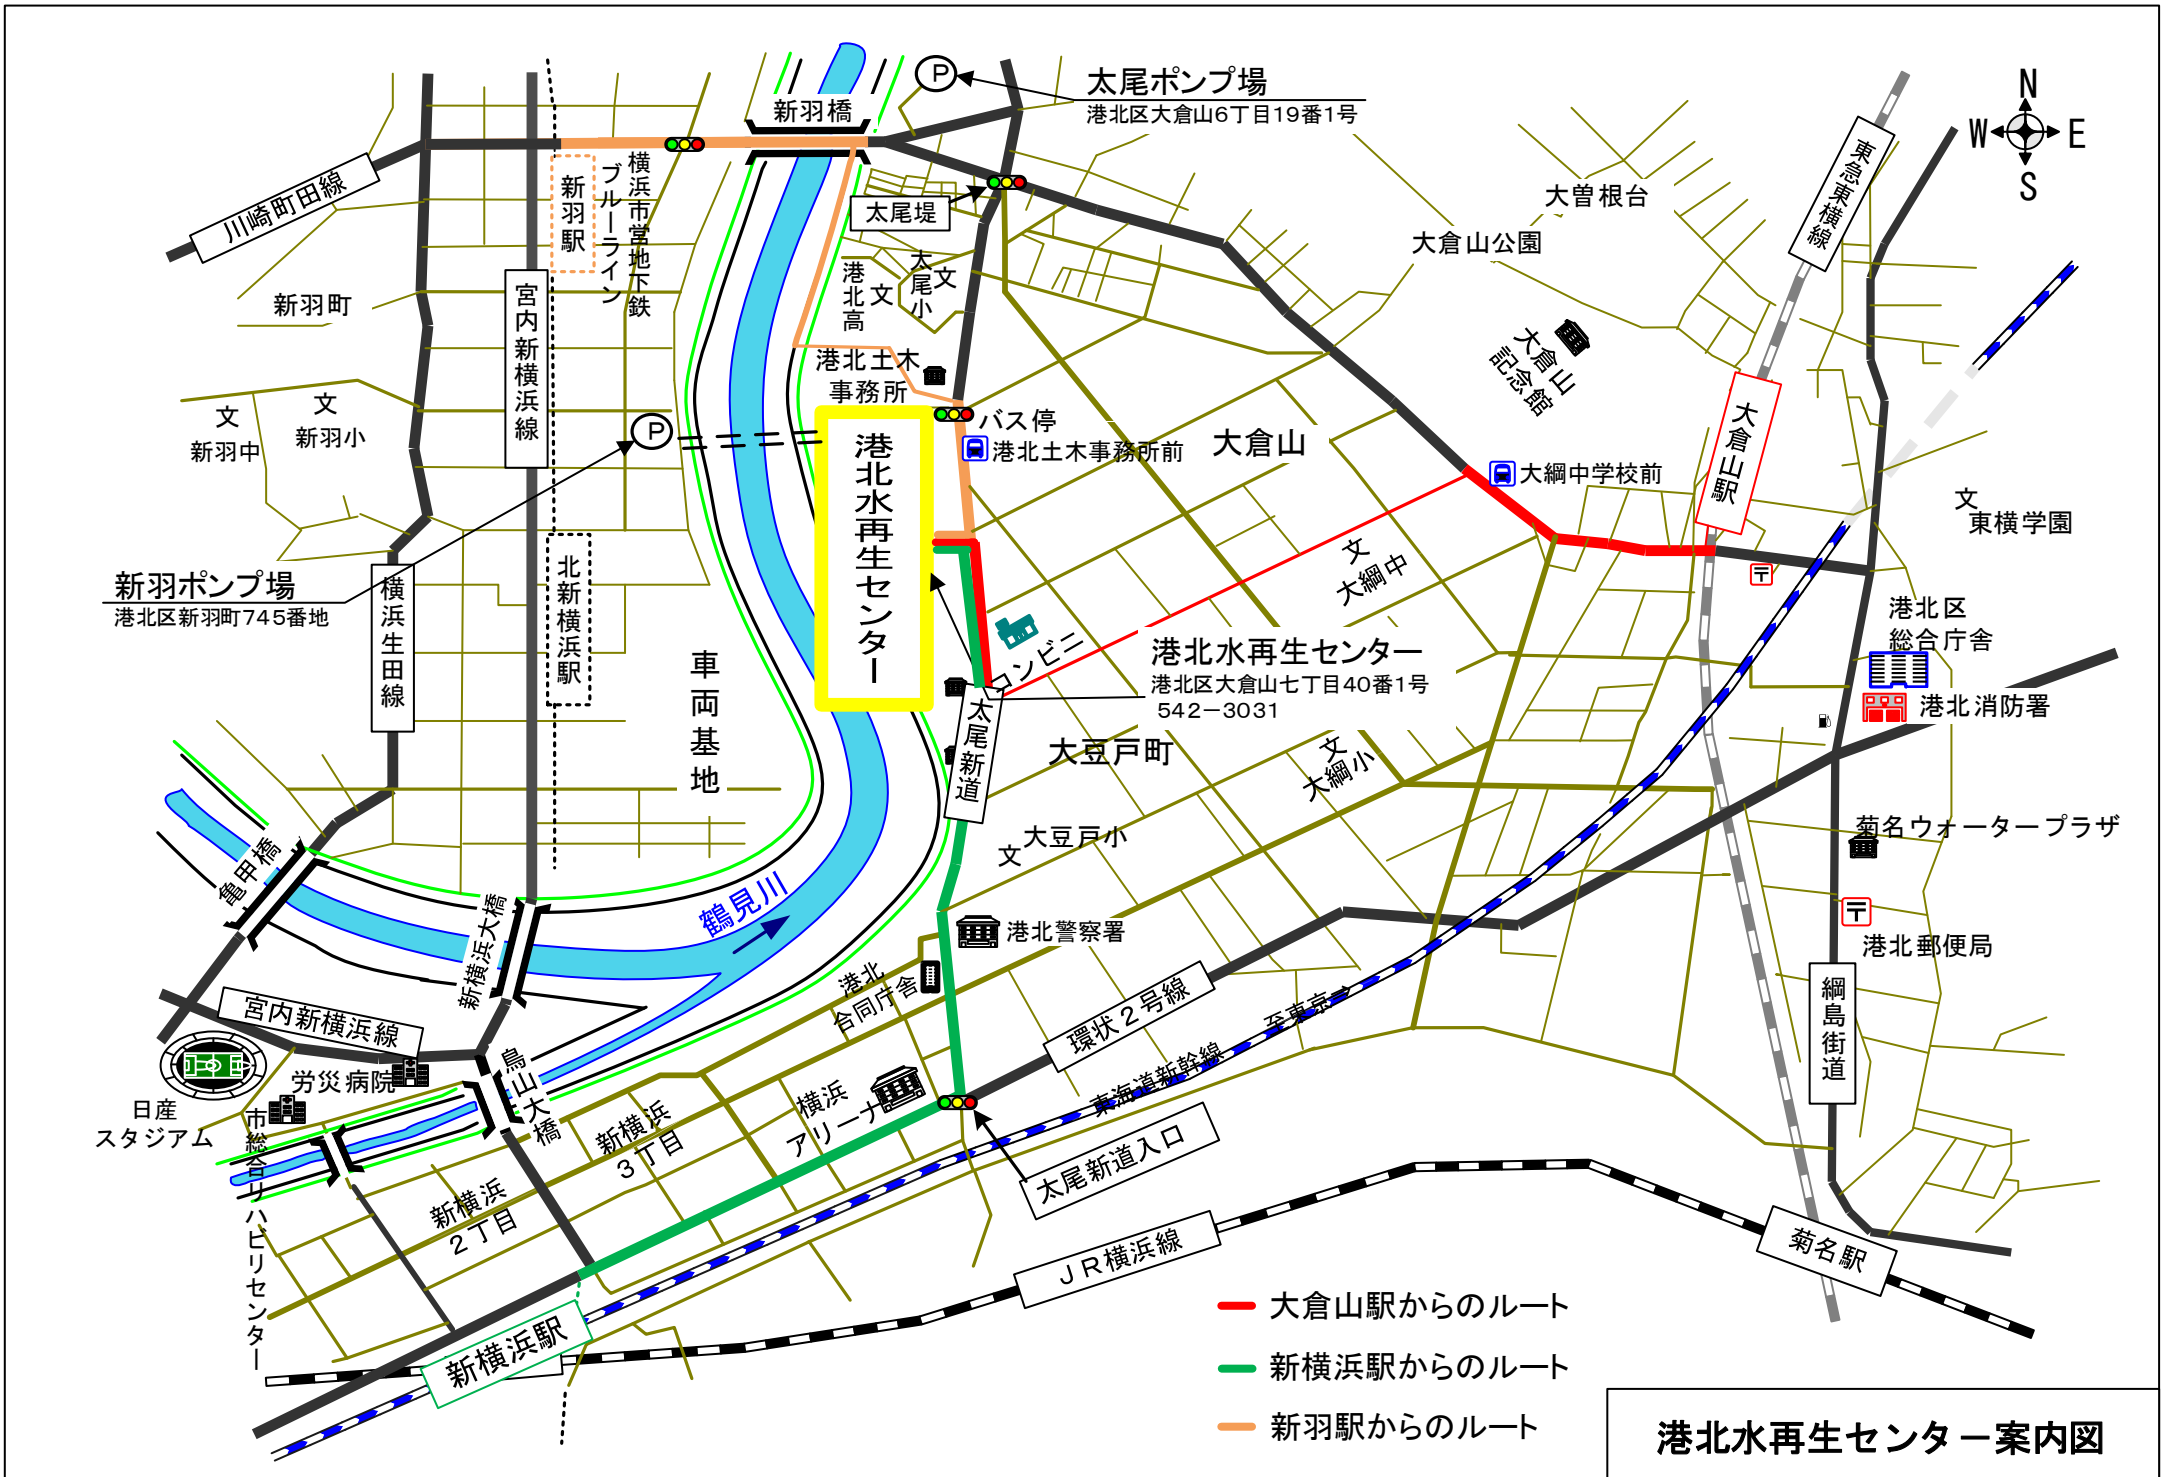 新羽橋
P
太尾ポンプ場
港北区大倉山6丁目19番1号
N
W
E
S
東急東横線
川崎町田線
新羽駅
横浜市営地下鉄
ブルーライン
太尾堤
大曽根台
大倉山公園
新羽町
宮内新横浜線
港北高
文
太尾小
文
港北土木
事務所
大倉山
記念館
文
新羽中
文
新羽小
P
バス停
港北土木事務所前
大倉山
大綱中学校前
大倉山駅
文
東横学園
港北水再生センター
新羽ポンプ場
港北区新羽町745番地
横浜生田線
北新横浜駅
車両基地
文
大綱中
〒
港北区
総合庁舎
コンビニ
港北水再生センター
港北区大倉山七丁目40番1号
542-3031
港北消防署
太尾新道
大豆戸町
文
大綱小
文
大豆戸小
菊名ウォータープラザ
亀甲橋
新横浜大橋
鶴見川
港北警察署
〒
港北郵便局
港北
合同庁舎
環状2号線
至東京→
綱島街道
宮内新横浜線
労災病院
鳥山大橋
日産
スタジアム
市総合リハビリセンター
新横浜
3丁目
横浜
アリーナ
東海道新幹線
太尾新道入口
新横浜
2丁目
JR横浜線
菊名駅
新横浜駅
大倉山駅からのルート
新横浜駅からのルート
新羽駅からのルート
港北水再生センター案内図